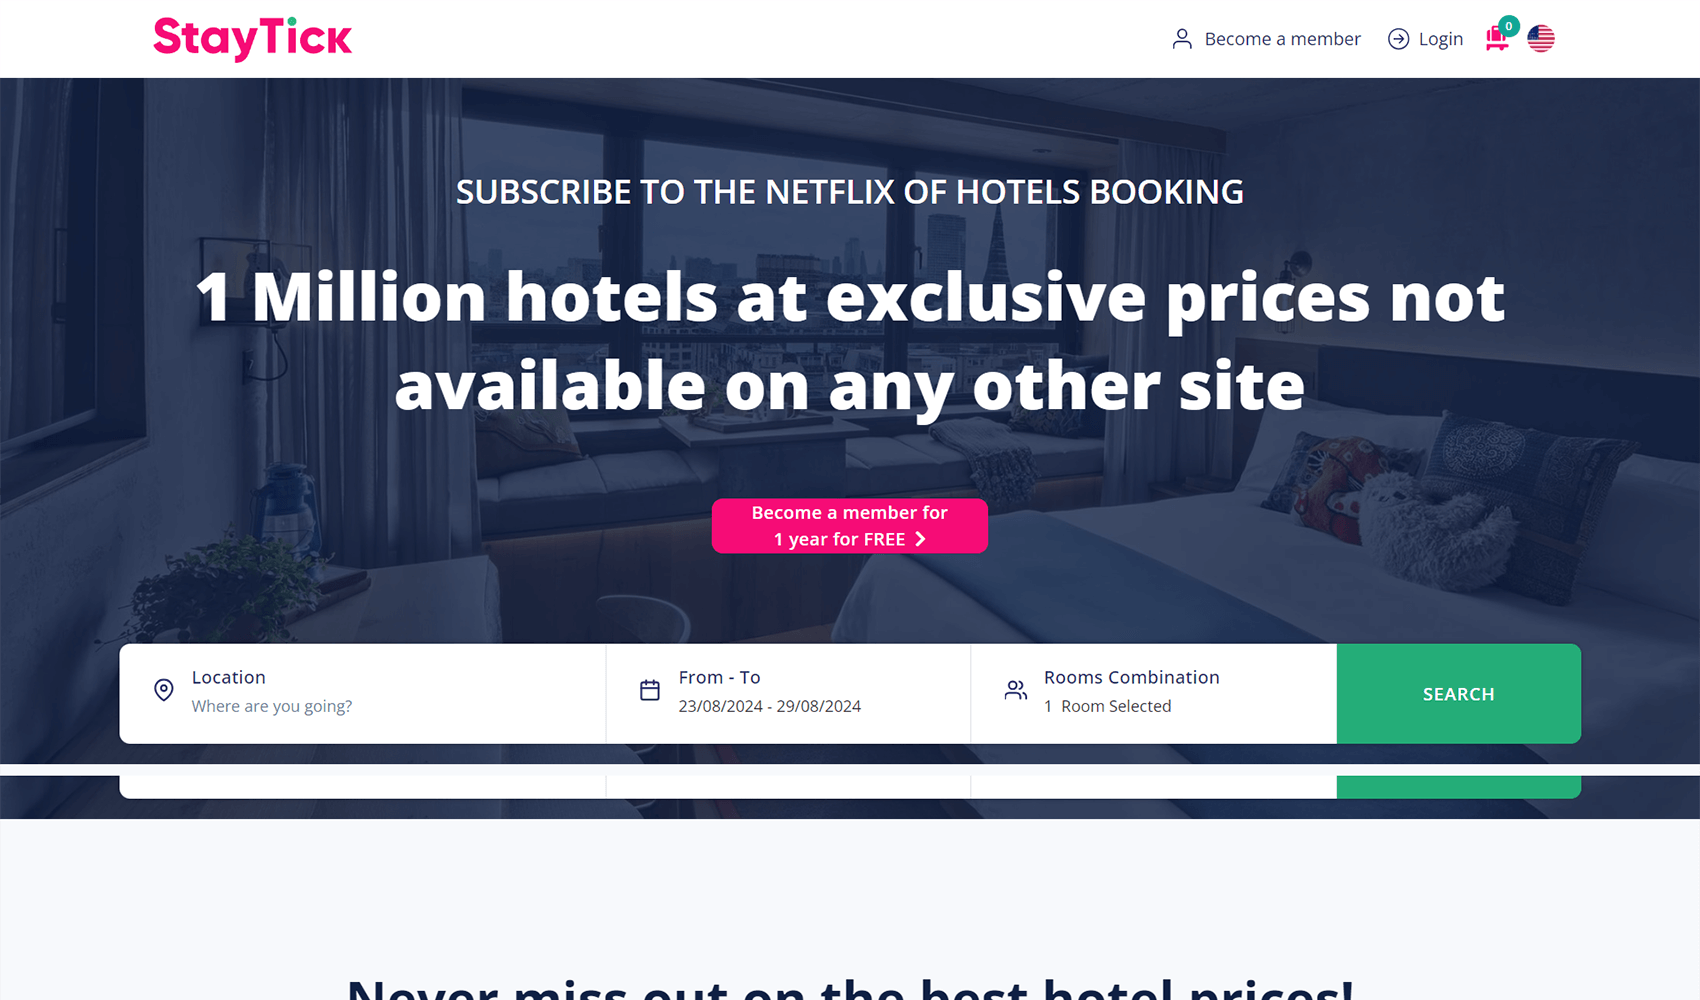 StayTick
Become a member
Login
0
SUBSCRIBE TO THE NETFLIX OF HOTELS BOOKING
1 Million hotels at exclusive prices not
available on any other site
Become a member for
1 year for FREE
Location
Where are you going?
From - To
23/08/2024 - 29/08/2024
Rooms Combination
1 Room Selected
SEARCH
Never miss out on the best hotel prices!